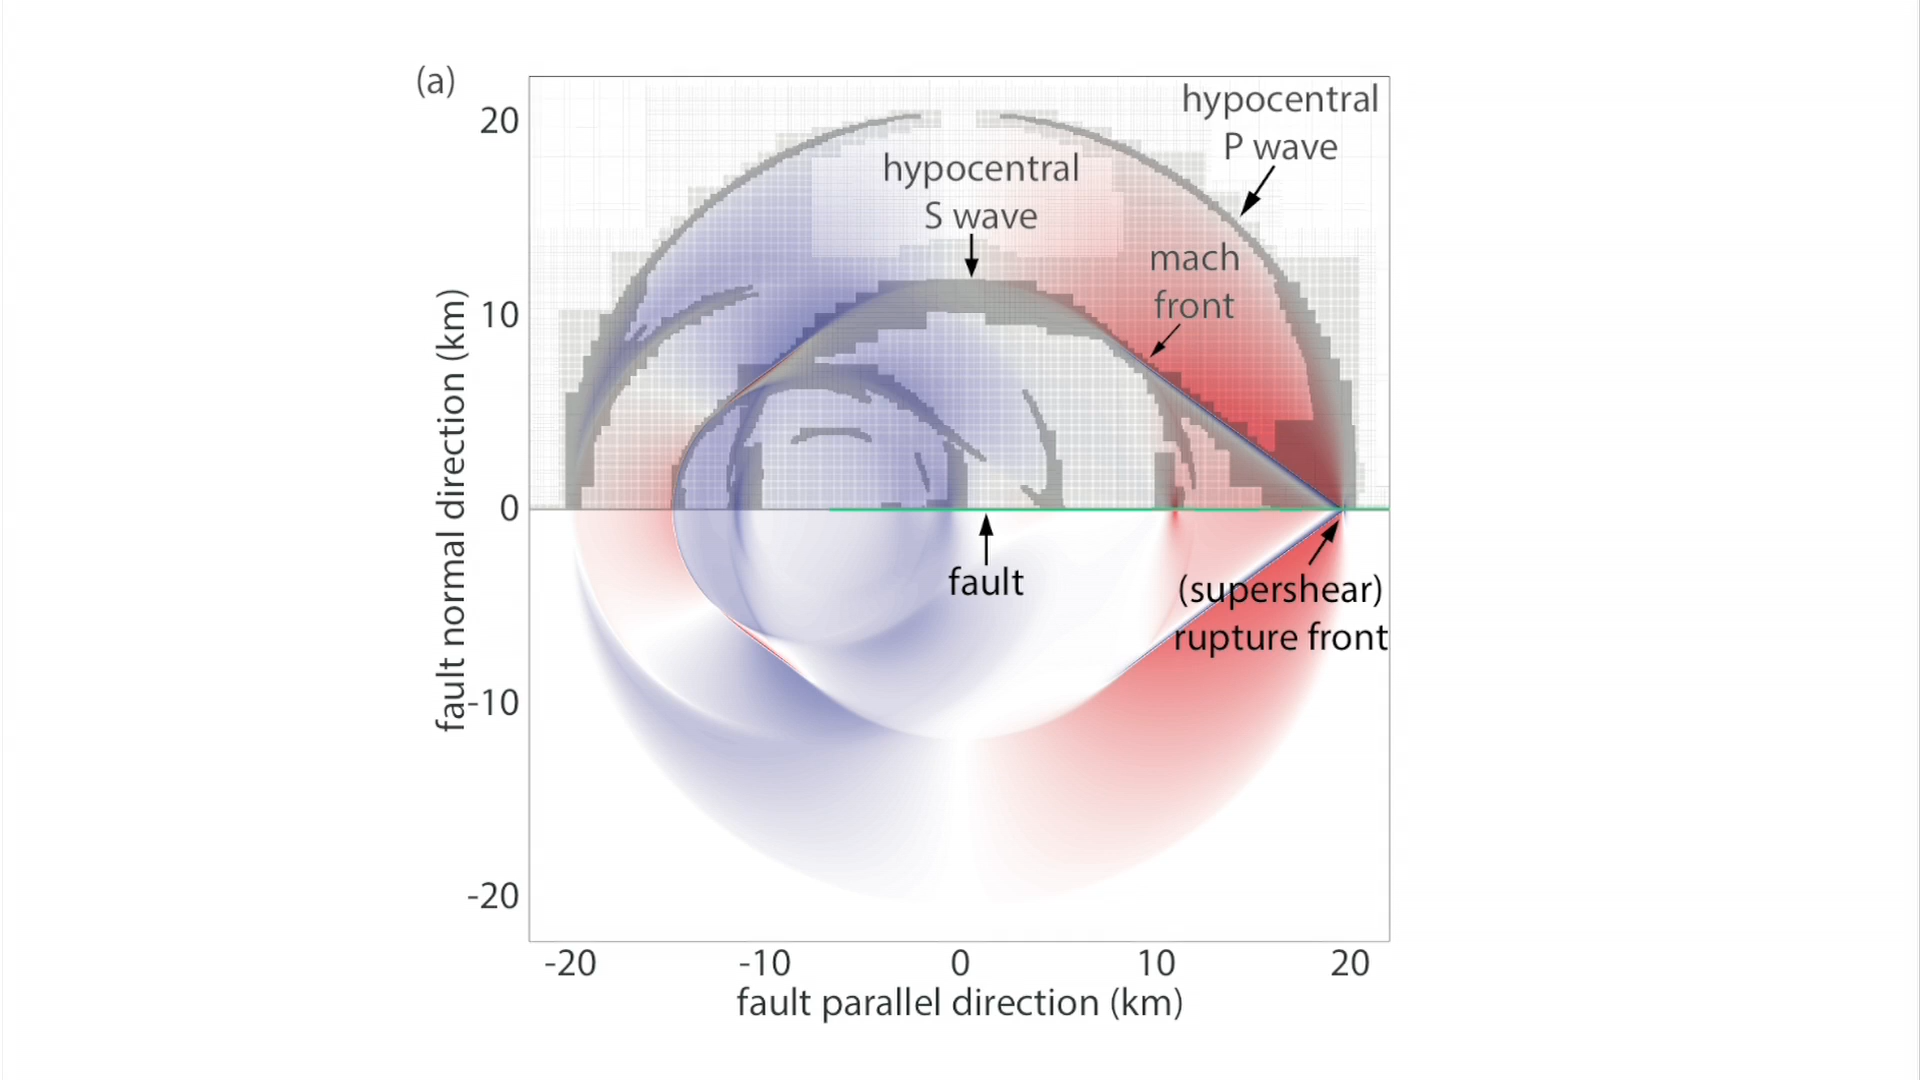 (a)
hypocentral
P wave
hypocentral
S wave
mach
front
fault
(supershear)
rupture front
20
10
0
-10
-20
fault normal direction (km)
-20
-10
0
10
20
fault parallel direction (km)